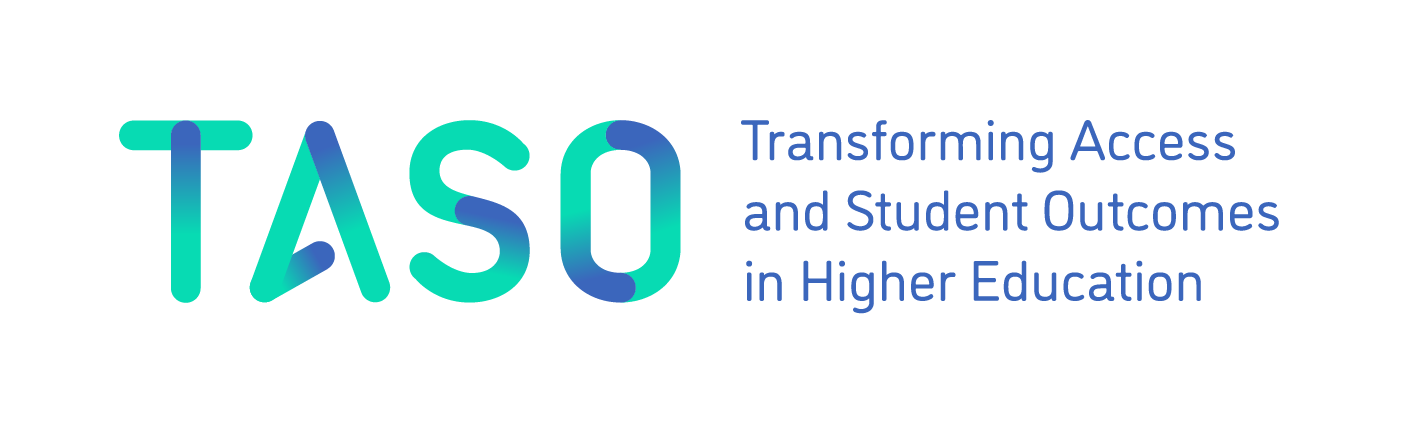 TASO
Transforming Access
and Student Outcomes
in Higher Education